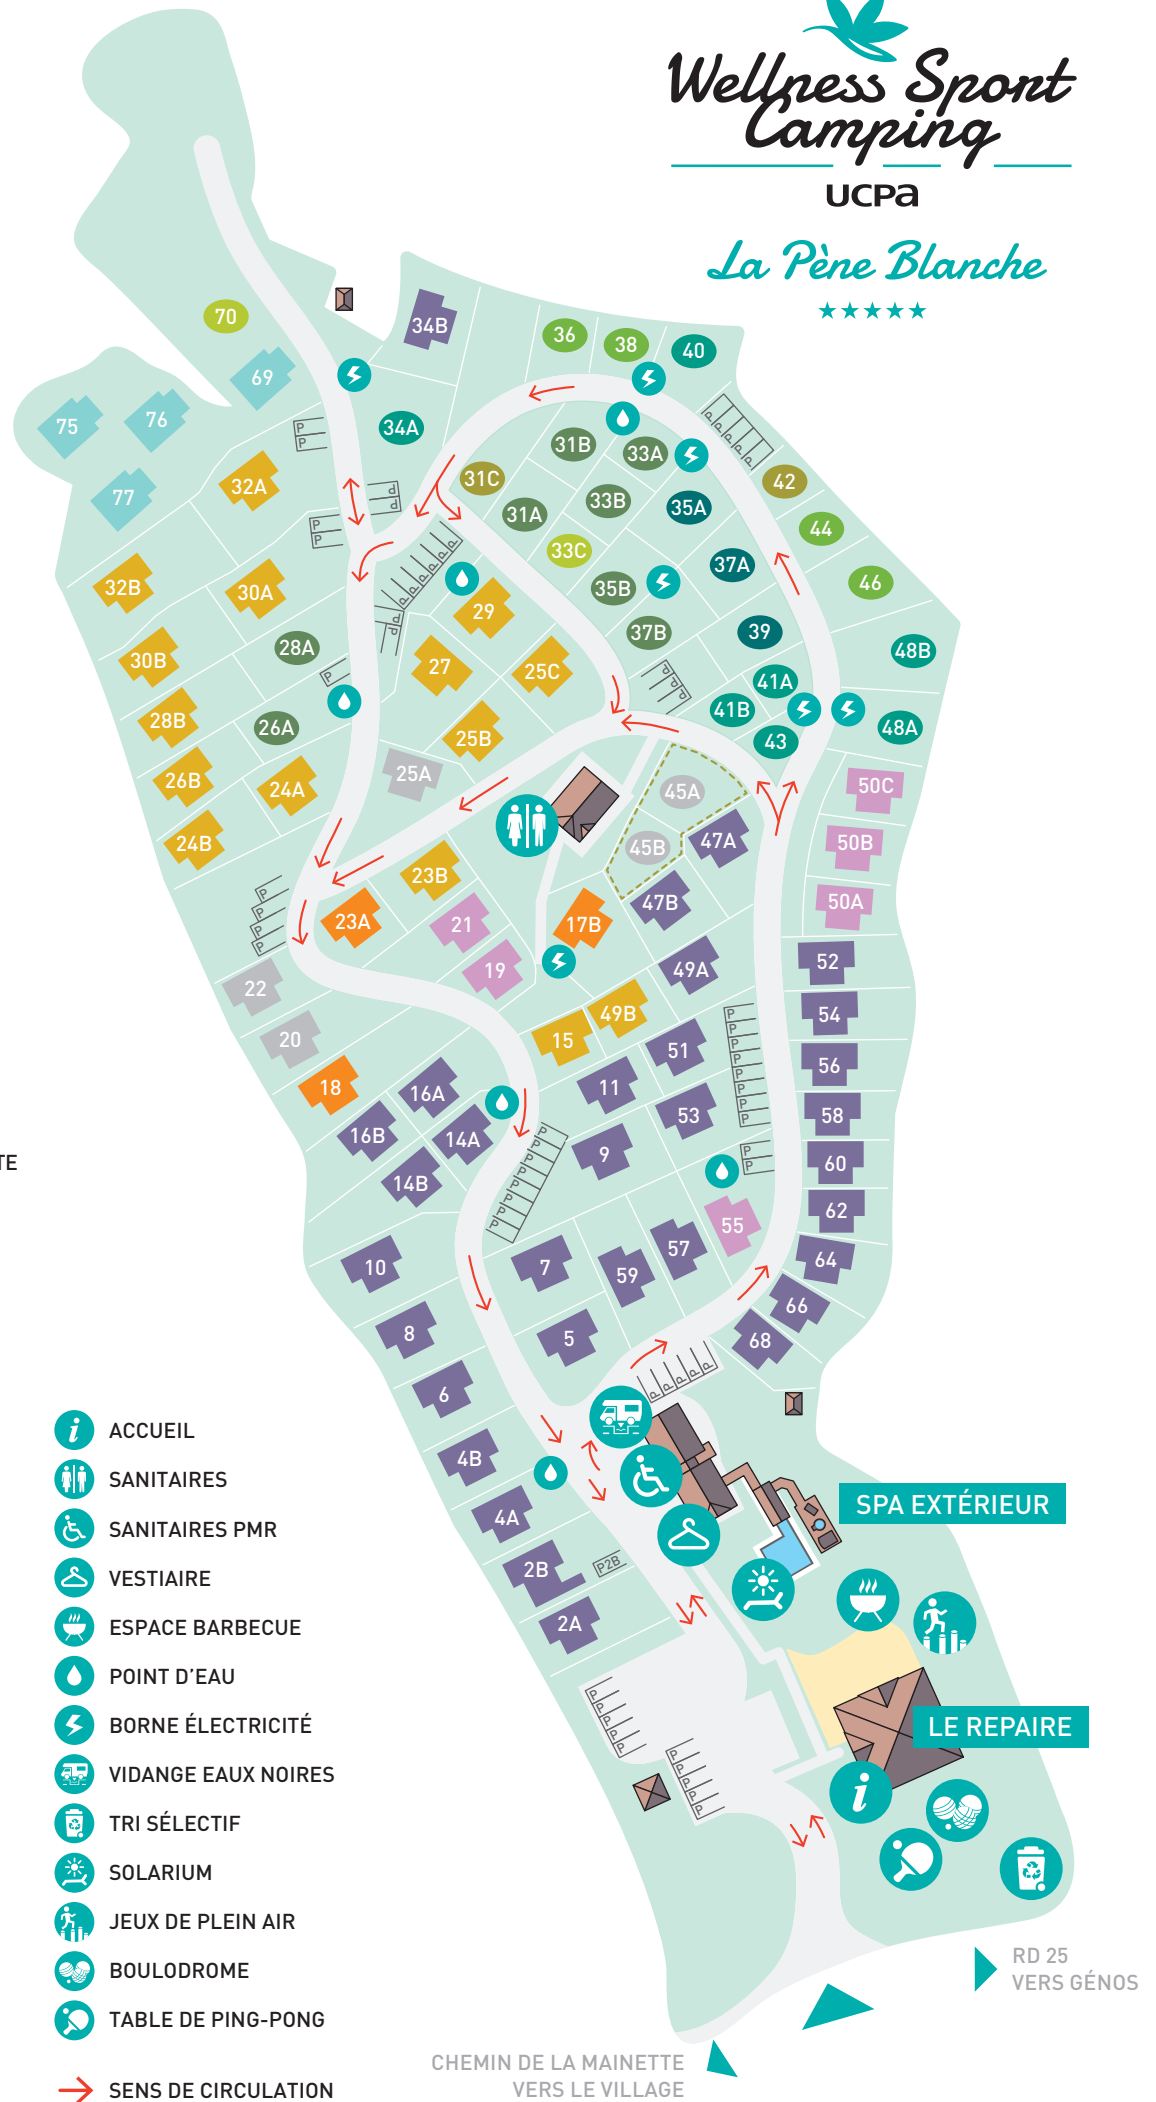 Wellness Sport
Camping
UCPa
La Pène Blanche
70
34B
36
38
40
69
75
76
34A
77
32A
31C
31B
33A
42
31A
33B
35A
44
33C
37A
46
32B
30A
29
35B
28A
37B
39
48B
30B
27
25C
41A
28B
26A
25B
41B
43
48A
26B
24A
25A
45A
50C
24B
45B
47A
50B
23B
23A
21
17B
47B
50A
19
49A
52
22
20
15
49B
54
18
16A
11
51
56
16B
14A
9
53
58
TE
14B
60
55
62
10
7
59
57
64
8
5
66
6
68
4B
4A
2B
P2B
2A
SPA EXTÉRIEUR
LE REPAIRE
ACCUEIL
SANITAIRES
SANITAIRES PMR
VESTIAIRE
ESPACE BARBECUE
POINT D'EAU
BORNE ÉLECTRICITÉ
VIDANGE EAUX NOIRES
TRI SÉLECTIF
SOLARIUM
JEUX DE PLEIN AIR
BOULODROME
TABLE DE PING-PONG
SENS DE CIRCULATION
RD 25
VERS GÉNOS
CHEMIN DE LA MAINETTE
VERS LE VILLAGE